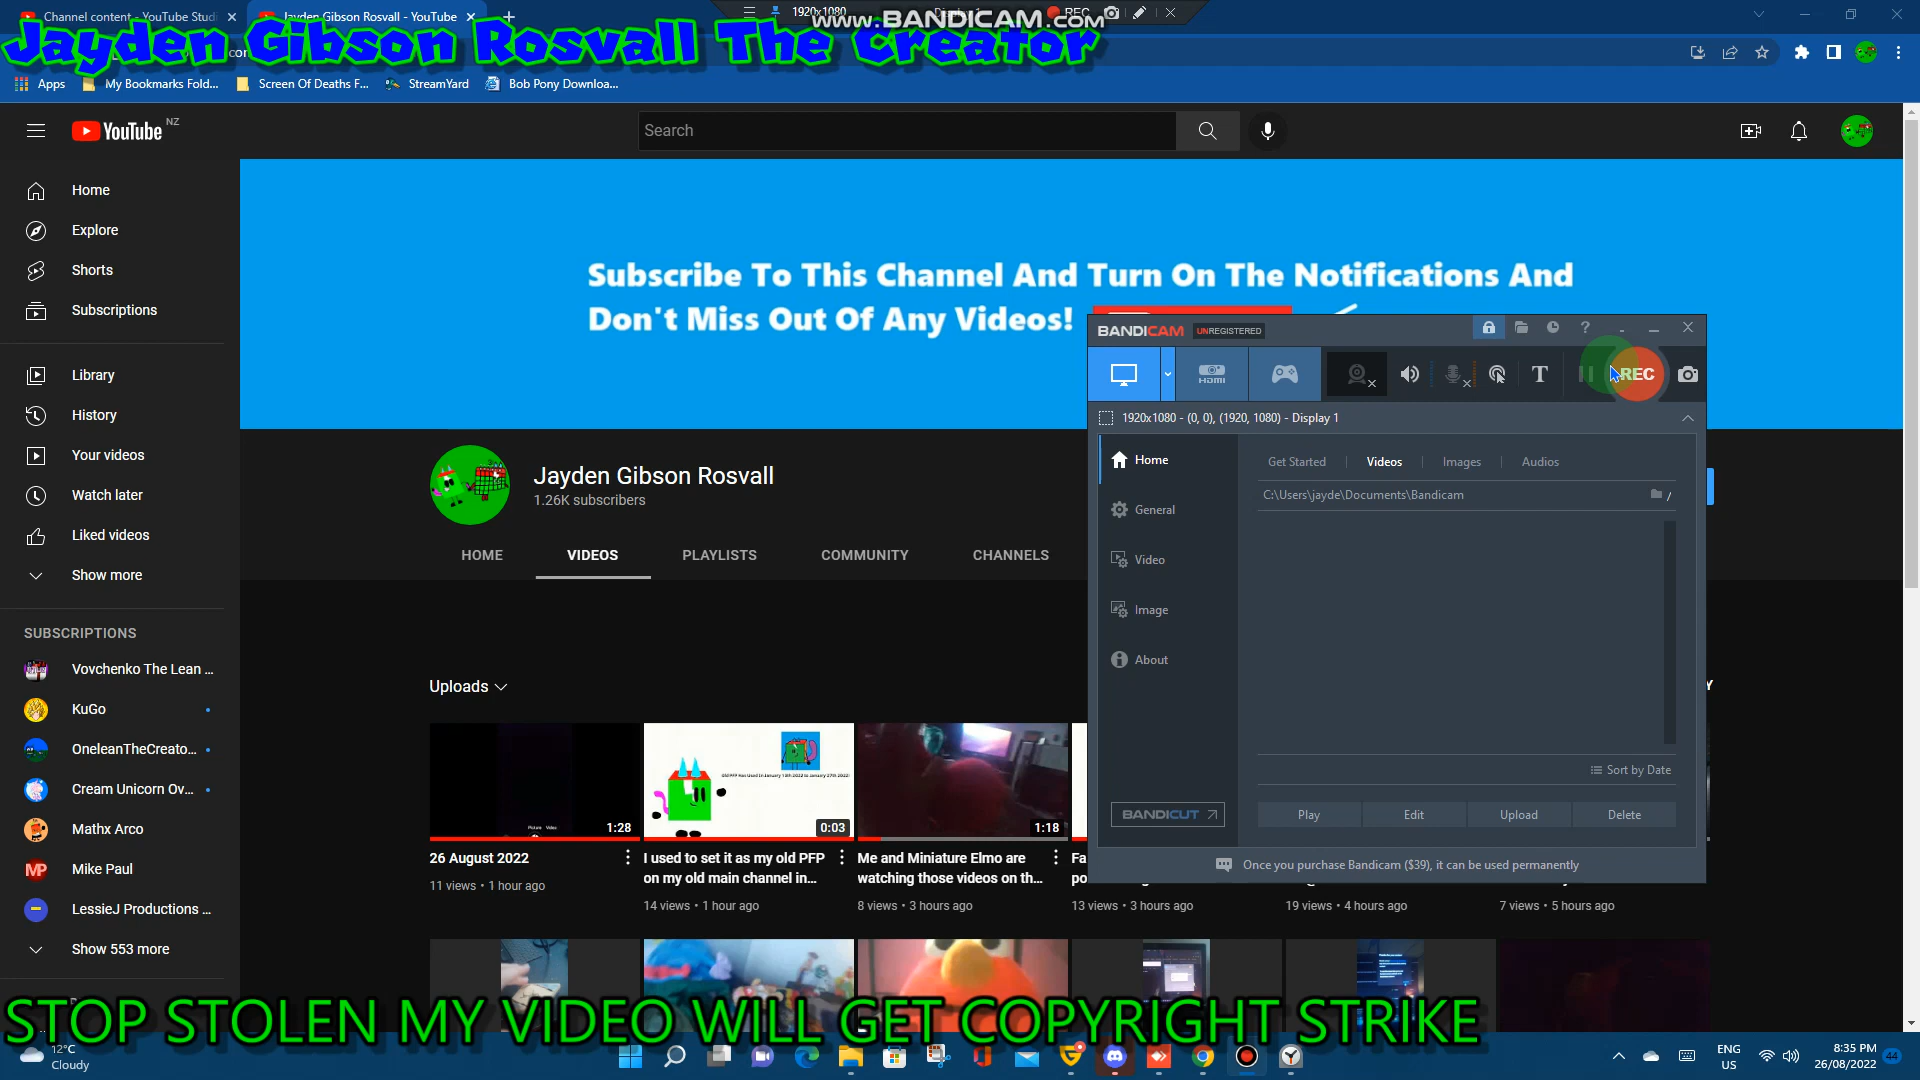 Channel content - YouTube Studi
Jayden Gibson Rosvall - YouTube
1920x1080
REC
www.BANDICAM.com
Jayden Gibson Rosvall The Creator
Apps
My Bookmarks Fold...
Screen Of Deaths F...
StreamYard
Bob Pony Downloa...
YouTube NZ
Search
Home
Explore
Shorts
Subscriptions
Library
History
Your videos
Watch later
Liked videos
Show more
SUBSCRIPTIONS
Vovchenko The Lean ...
KuGo
OneleanTheCreato...
Cream Unicorn Ov...
Mathx Arco
MP
Mike Paul
LessieJ Productions ...
Show 553 more
Subscribe To This Channel And Turn On The Notifications And
Don't Miss Out Of Any Videos!
Jayden Gibson Rosvall
1.26K subscribers
HOME
VIDEOS
PLAYLISTS
COMMUNITY
CHANNELS
Uploads
1:28
26 August 2022
11 views • 1 hour ago
0:03
I used to set it as my old PFP
on my old main channel in...
14 views • 1 hour ago
1:18
Me and Miniature Elmo are
watching those videos on th...
8 views • 3 hours ago
13 views • 3 hours ago
19 views • 4 hours ago
7 views • 5 hours ago
BANDICAM
UNREGISTERED
HDMI
T
REC
1920x1080 - (0, 0), (1920, 1080) - Display 1
Home
General
Video
Image
About
Get Started
Videos
Images
Audios
C:\Users\jayde\Documents\Bandicam
Sort by Date
BANDICUT
Play
Edit
Upload
Delete
Once you purchase Bandicam ($39), it can be used permanently
STOP STOLEN MY VIDEO WILL GET COPYRIGHT STRIKE
12°C
Cloudy
ENG
US
8:35 PM
26/08/2022
44